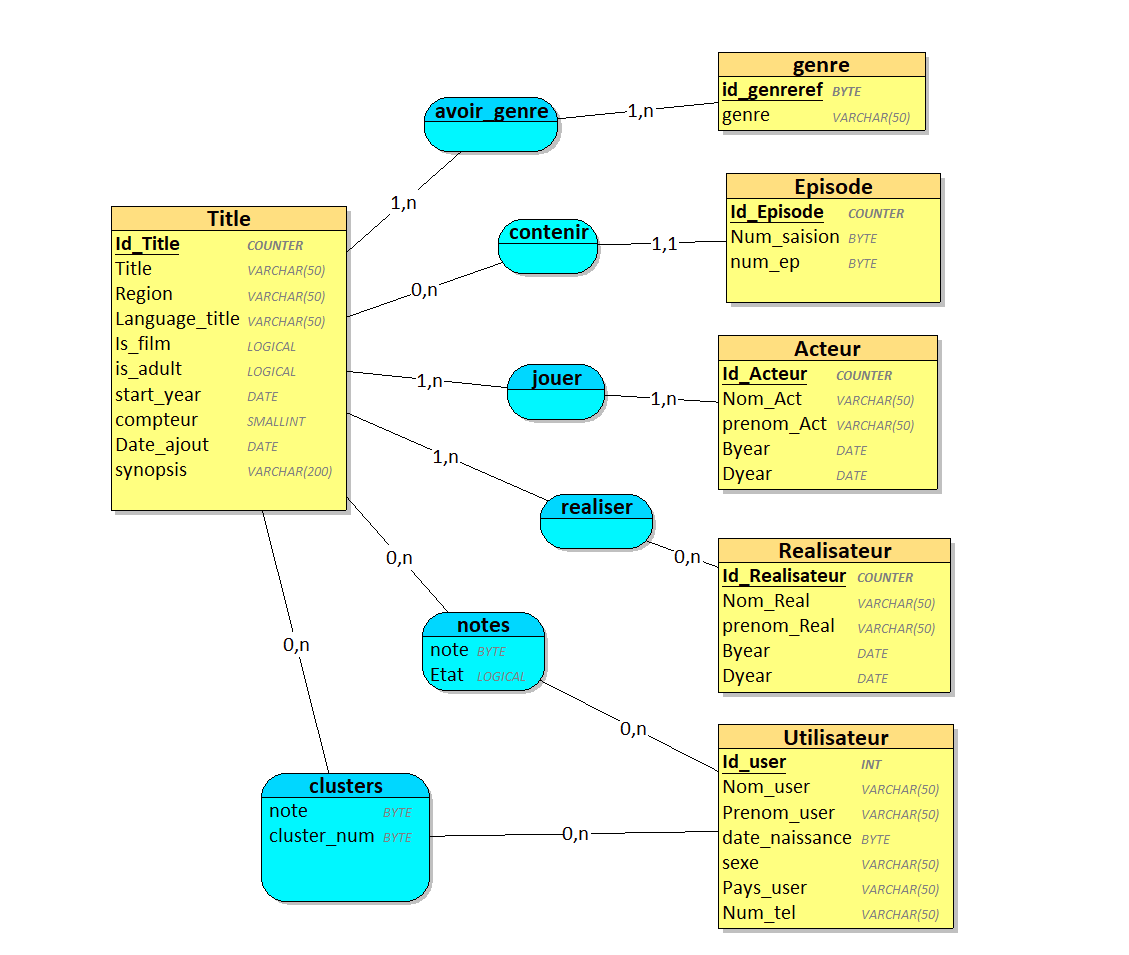 genre
id_genreref BYTE
genre VARCHAR(50)
avoir_genre
1,n
1,n
Episode
Id_Episode COUNTER
Num_saision BYTE
num_ep BYTE
contenir
1,1
0,n
Title
Id_Title COUNTER
Title VARCHAR(50)
Region VARCHAR(50)
Language_title VARCHAR(50)
Is_film LOGICAL
is_adult LOGICAL
start_year DATE
compteur SMALLINT
Date_ajout DATE
synopsis VARCHAR(200)
Acteur
Id_Acteur COUNTER
Nom_Act VARCHAR(50)
prenom_Act VARCHAR(50)
Byear DATE
Dyear DATE
jouer
1,n
1,n
1,n
realiser
0,n
Realisateur
Id_Realisateur COUNTER
Nom_Real VARCHAR(50)
prenom_Real VARCHAR(50)
Byear DATE
Dyear DATE
0,n
notes
note BYTE
Etat LOGICAL
0,n
0,n
Utilisateur
Id_user INT
Nom_user VARCHAR(50)
Prenom_user VARCHAR(50)
date_naissance BYTE
sexe VARCHAR(50)
Pays_user VARCHAR(50)
Num_tel VARCHAR(50)
clusters
note BYTE
cluster_num BYTE
0,n